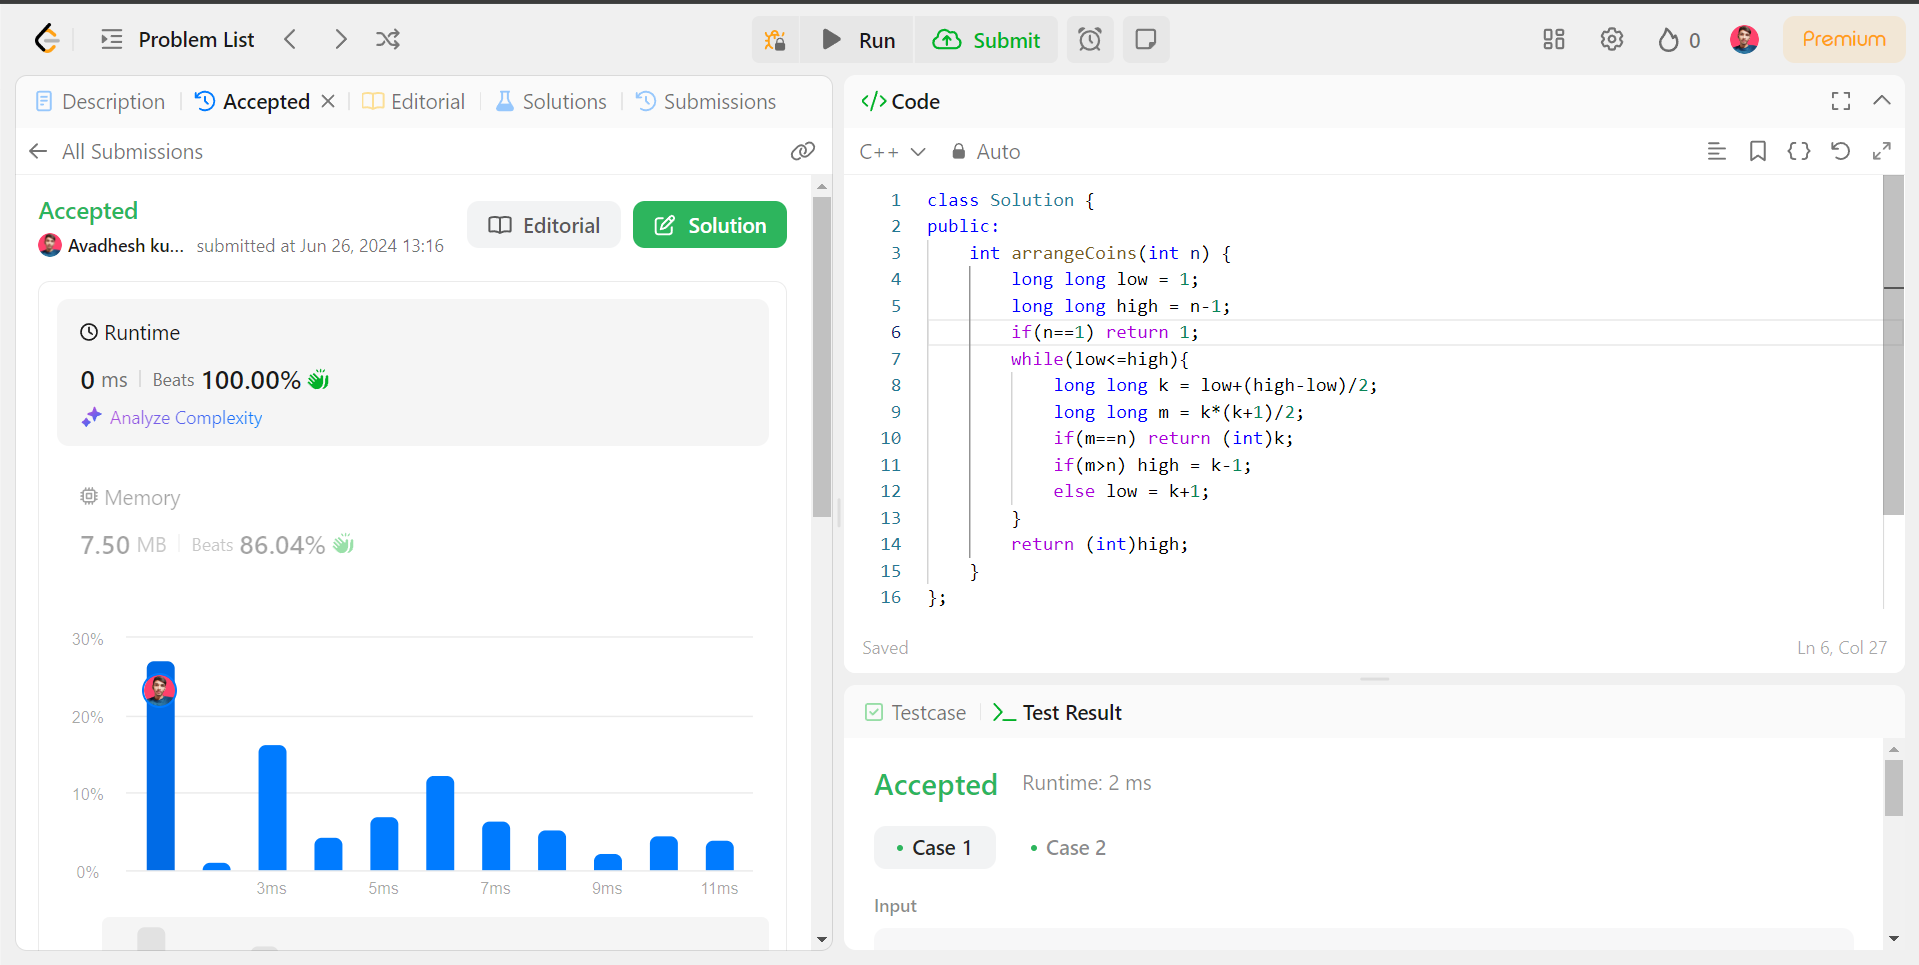 Problem List
Run
Submit
0
Premium
Description
Accepted
Editorial
Solutions
Submissions
All Submissions
Accepted
Editorial
Solution
Avadhesh ku... submitted at Jun 26, 2024 13:16
Runtime
0 ms Beats 100.00%
Analyze Complexity
Memory
7.50 MB Beats 86.04%
30%
20%
10%
0%
3ms 5ms 7ms 9ms 11ms
</> Code
C++ Auto
1 class Solution {
2 public:
3 int arrangeCoins(int n) {
4 long long low = 1;
5 long long high = n-1;
6 if(n==1) return 1;
7 while(low<=high){
8 long long k = low+(high-low)/2;
9 long long m = k*(k+1)/2;
10 if(m==n) return (int)k;
11 if(m>n) high = k-1;
12 else low = k+1;
13 }
14 return (int)high;
15 }
16 };
Saved
Ln 6, Col 27
Testcase
Test Result
Accepted Runtime: 2 ms
• Case 1 • Case 2
Input